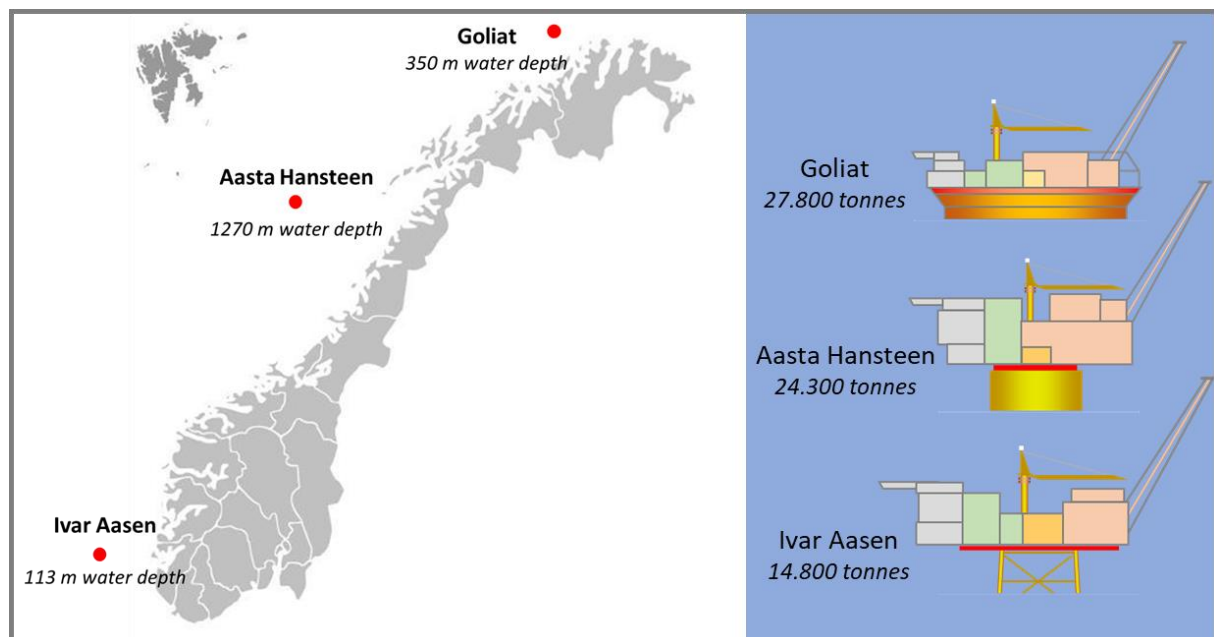 Goliat
350 m water depth
Aasta Hansteen
1270 m water depth
Ivar Aasen
113 m water depth
Goliat
27.800 tonnes
Aasta Hansteen
24.300 tonnes
Ivar Aasen
14.800 tonnes